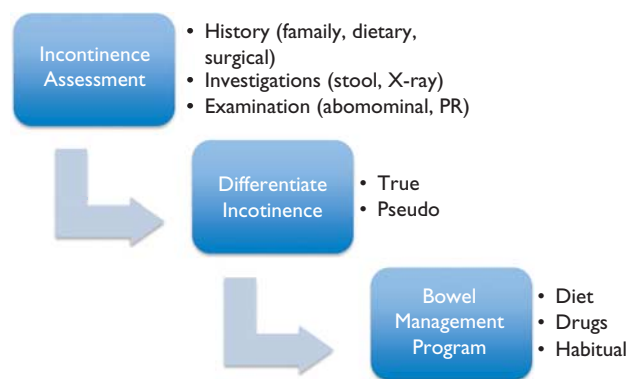 Incontinence
Assessment
• History (famaily, dietary,
surgical)
• Investigations (stool, X-ray)
• Examination (abomominal, PR)
Differentiate
Incotinence
• True
• Pseudo
Bowel
Management
Program
• Diet
• Drugs
• Habitual